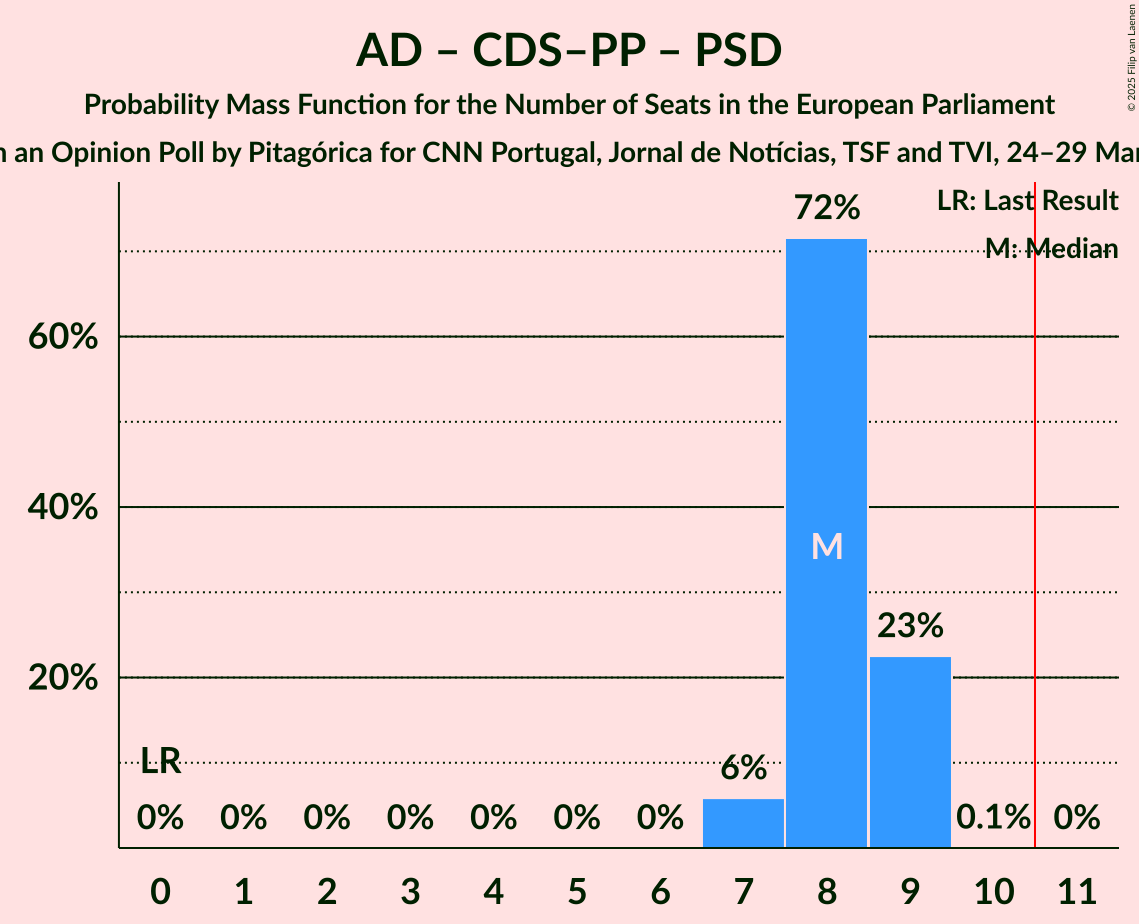 AD – CDS–PP – PSD
Probability Mass Function for the Number of Seats in the European Parliament
an Opinion Poll by Pitagórica for CNN Portugal, Jornal de Notícias, TSF and TVI, 24–29
© 2025 Filip van Laenen
LR: Last Result
M: Median
72%
60%
40%
M
23%
20%
LR
6%
0% 0% 0% 0% 0% 0% 0% 0.1% 0%
0 1 2 3 4 5 6 7 8 9 10 11